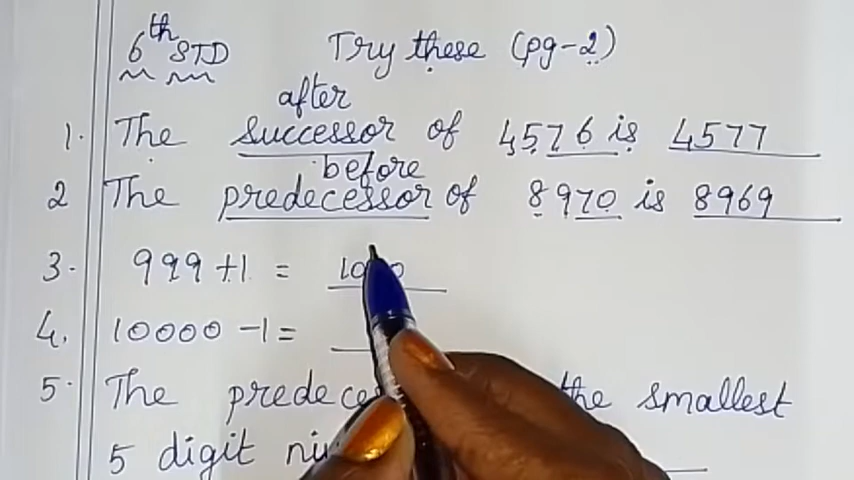 6th STD Try these (pg-2)
after
1. The successor of 4576 is 4577
before
2 The predecessor of 8970 is 8969
3. 999 +1 =
4. 10000 -1 =
5. The the smallest
5 digit